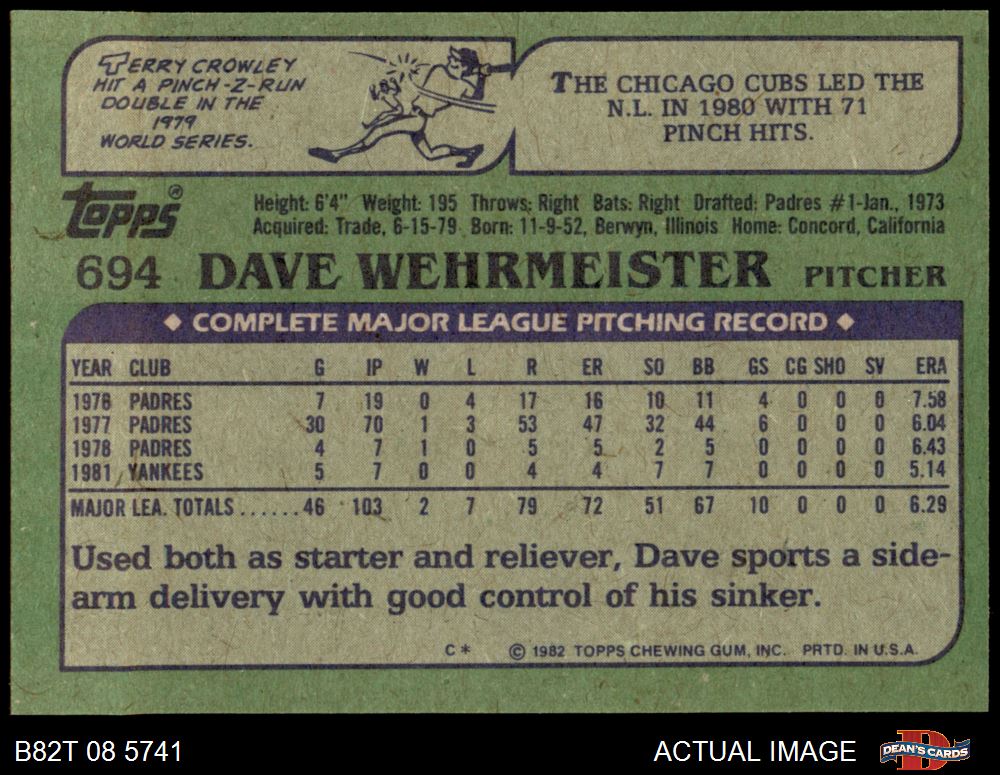 TERRY CROWLEY
HIT A PINCH-2-RUN
DOUBLE IN THE
1979
WORLD SERIES.
THE CHICAGO CUBS LED THE
N.L. IN 1980 WITH 71
PINCH HITS.
Topps®
Height: 6'4" Weight: 195 Throws: Right Bats: Right Drafted: Padres #1-Jan., 1973
Acquired: Trade, 6-15-79 Born: 11-9-52, Berwyn, Illinois Home: Concord, California
694 DAVE WEHRMEISTER PITCHER
◆ COMPLETE MAJOR LEAGUE PITCHING RECORD ◆
YEAR CLUB G IP W L R ER SO BB GS CG SHO SV ERA
1976 PADRES 7 19 0 4 17 16 10 11 4 0 0 0 7.58
1977 PADRES 30 70 1 3 53 47 32 44 6 0 0 0 6.04
1978 PADRES 4 7 1 0 5 5 2 5 0 0 0 0 6.43
1981 YANKEES 5 7 0 0 4 4 7 7 0 0 0 0 5.14
MAJOR LEA. TOTALS......46 103 2 7 79 72 51 67 10 0 0 0 6.29
Used both as starter and reliever, Dave sports a side-
arm delivery with good control of his sinker.
C* © 1982 TOPPS CHEWING GUM, INC. PRTD. IN U.S.A.
B82T 08 5741 ACTUAL IMAGE D DEAN'S CARDS